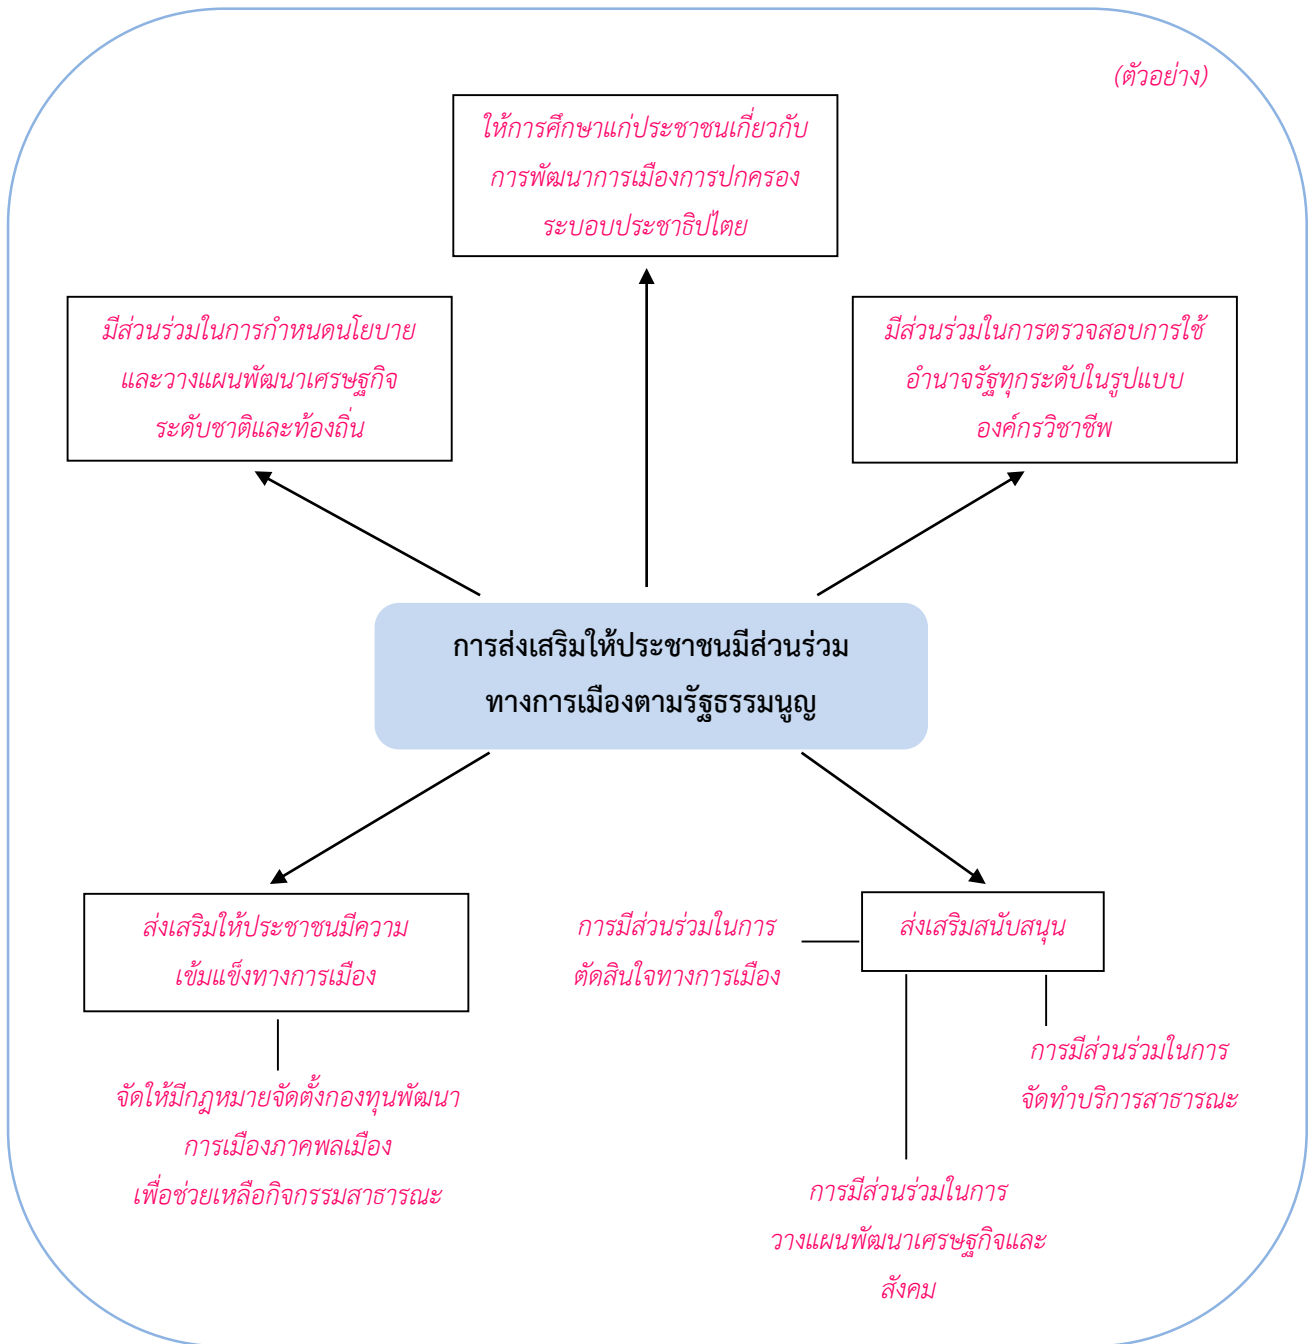 (ตัวอย่าง)
ให้การศึกษาแก่ประชาชนเกี่ยวกับ
การพัฒนาการเมืองการปกครอง
ระบอบประชาธิปไตย
มีส่วนร่วมในการกำหนดนโยบาย
และวางแผนพัฒนาเศรษฐกิจ
ระดับชาติและท้องถิ่น
มีส่วนร่วมในการตรวจสอบการใช้
อำนาจรัฐทุกระดับในรูปแบบ
องค์กรวิชาชีพ
การส่งเสริมให้ประชาชนมีส่วนร่วม
ทางการเมืองตามรัฐธรรมนูญ
ส่งเสริมให้ประชาชนมีความ
เข้มแข็งทางการเมือง
จัดให้มีกฎหมายจัดตั้งกองทุนพัฒนา
การเมืองภาคพลเมือง
เพื่อช่วยเหลือกิจกรรมสาธารณะ
การมีส่วนร่วมในการ
ตัดสินใจทางการเมือง
ส่งเสริมสนับสนุน
การมีส่วนร่วมในการ
จัดทำบริการสาธารณะ
การมีส่วนร่วมในการ
วางแผนพัฒนาเศรษฐกิจและ
สังคม